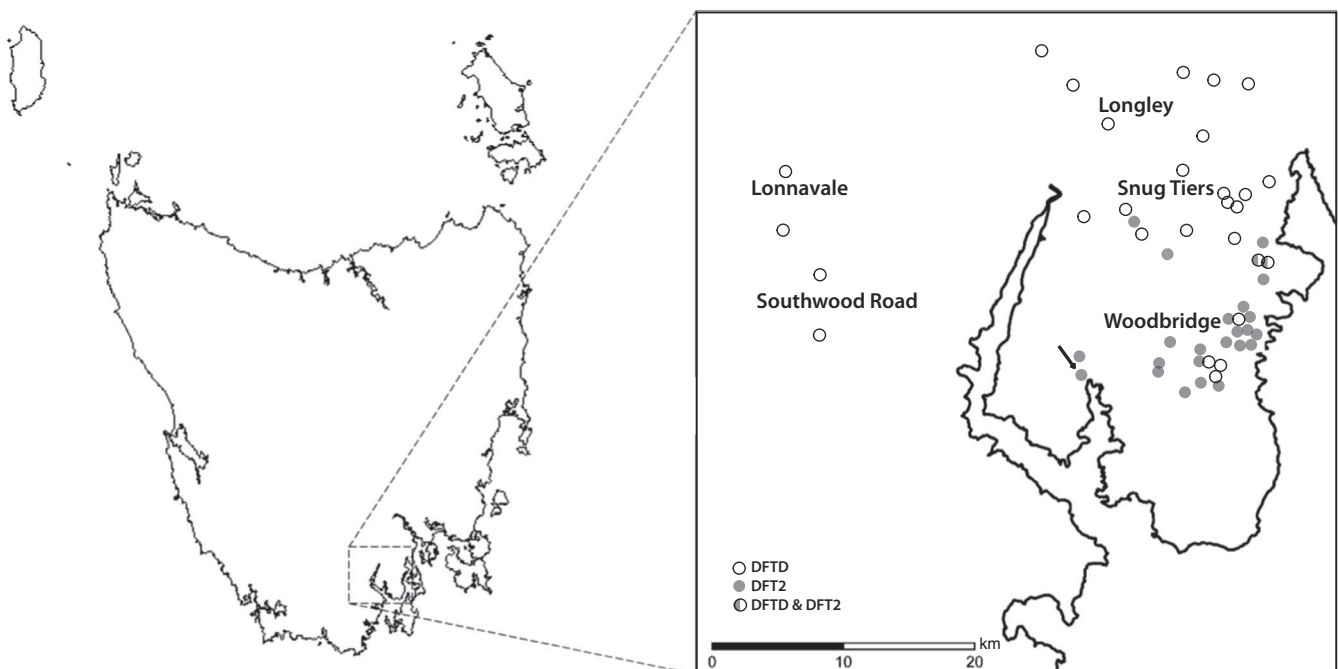 Longley
Lonnavale
Snug Tiers
Southwood Road
Woodbridge
DFTD
DFT2
DFTD & DFT2
km
0 10 20